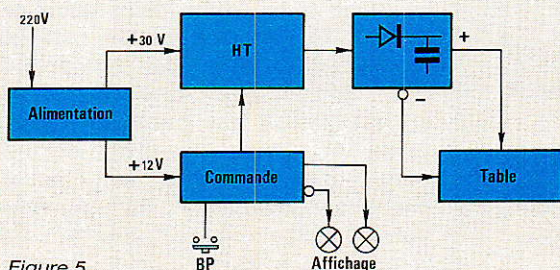 220V
+30 V
HT
+
−
Alimentation
+12V
Commande
Table
BP
Affichage
Figure 5